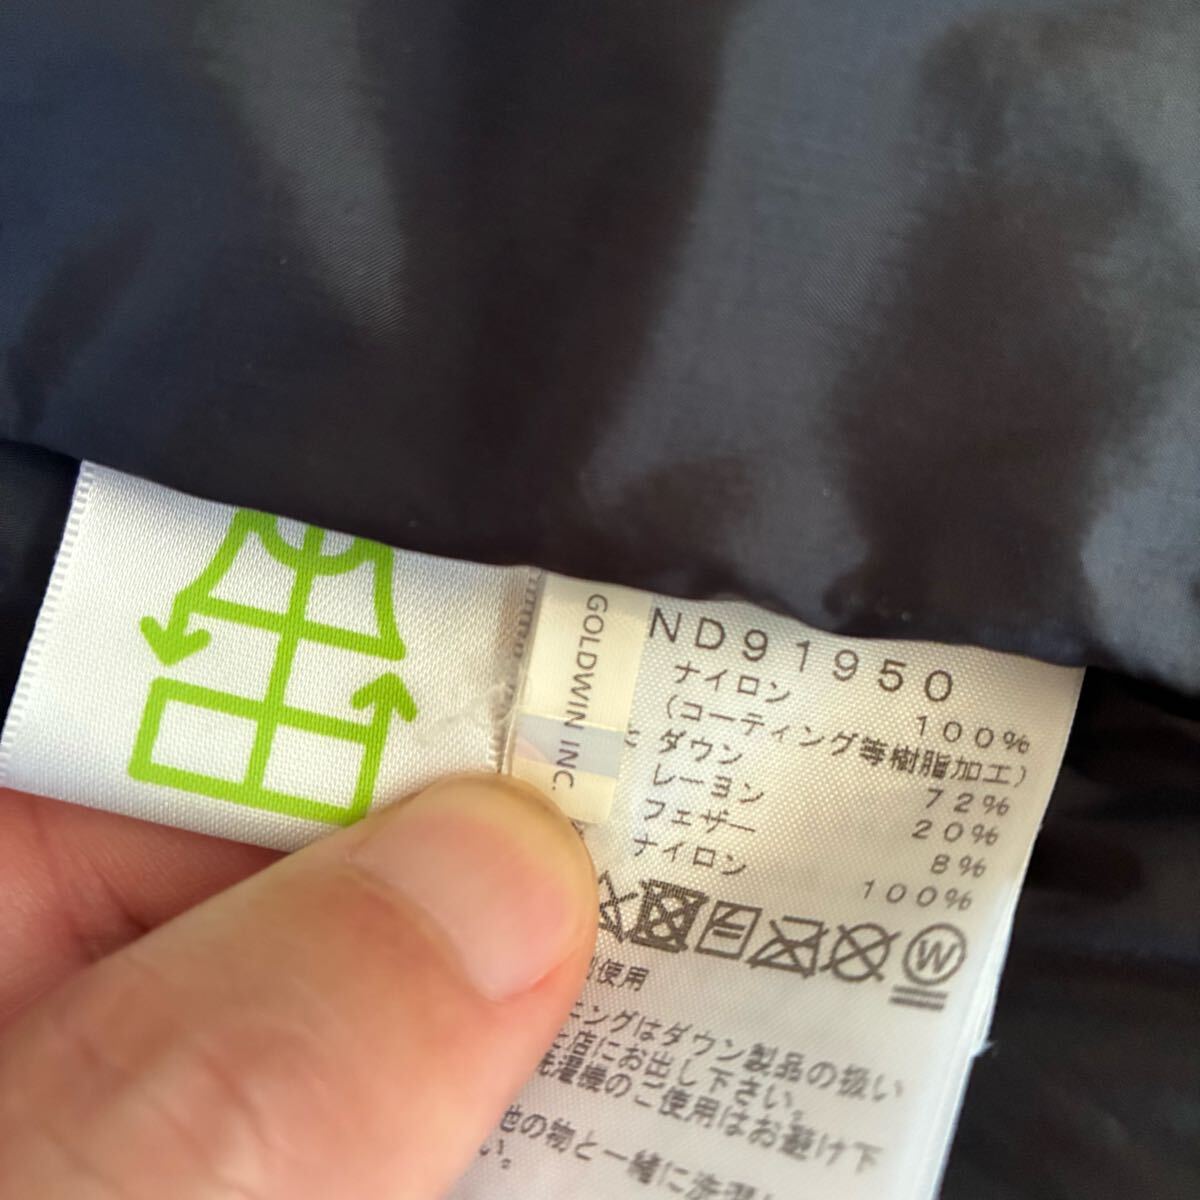 GOLDWIN INC.
ND91950
ナイロン 100%
(コーティング等樹脂加工)
ダウン 72%
レーヨン 20%
フェザー 8%
ナイロン 100%
W
使用
ングはダウン製品の扱い
店にお出し下さい。
洗濯機のご使用はお避け下
他の物と一緒に洗濯し
い。